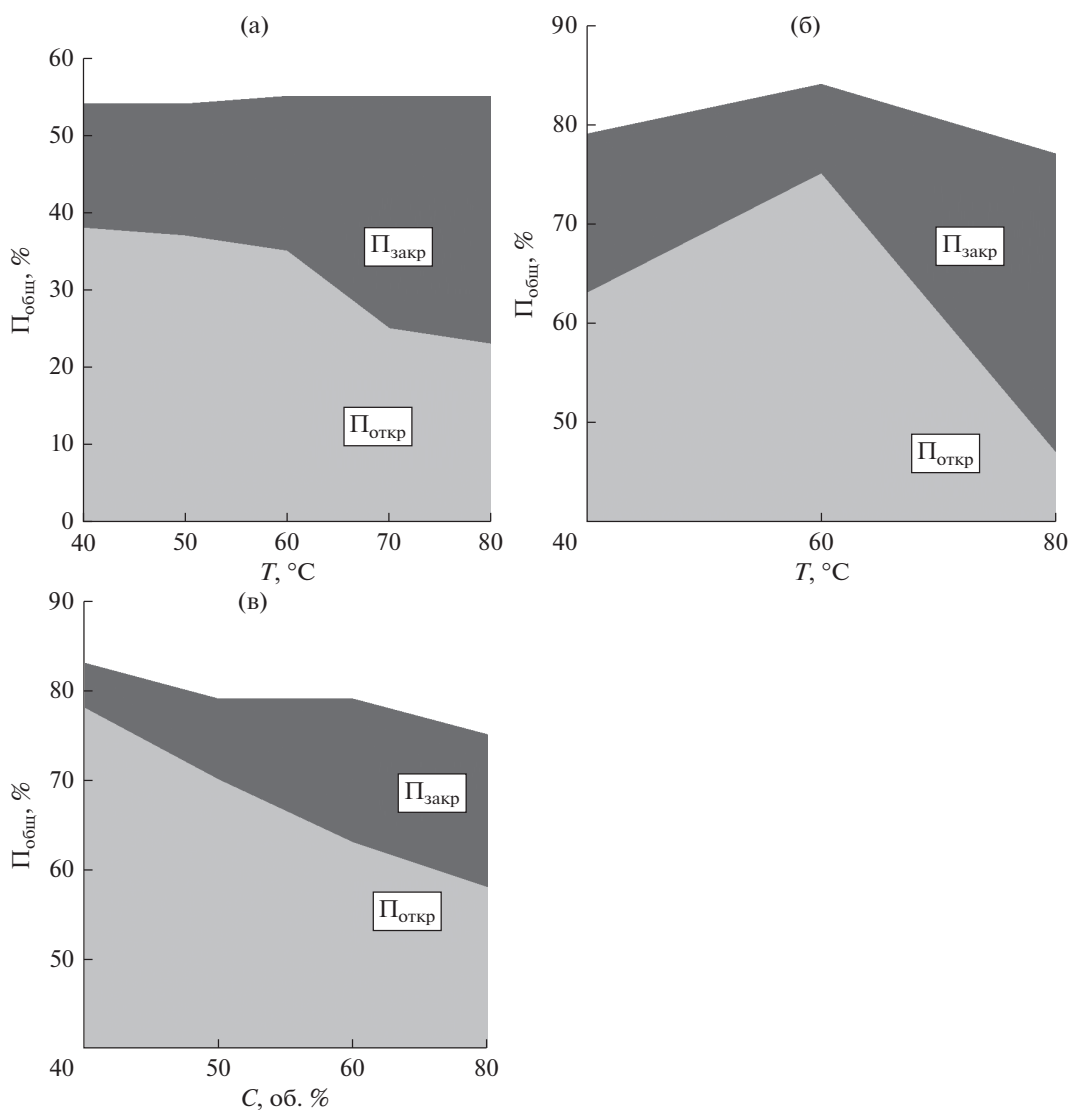 (а)
Побщ, %
60
50
40
30
20
10
0
Пзакр
Поткр
40 50 60 70 80
T, °C
(б)
Побщ, %
90
80
70
60
50
Пзакр
Поткр
40 60 80
T, °C
(в)
Побщ, %
90
80
70
60
50
Пзакр
Поткр
40 50 60 80
C, об. %